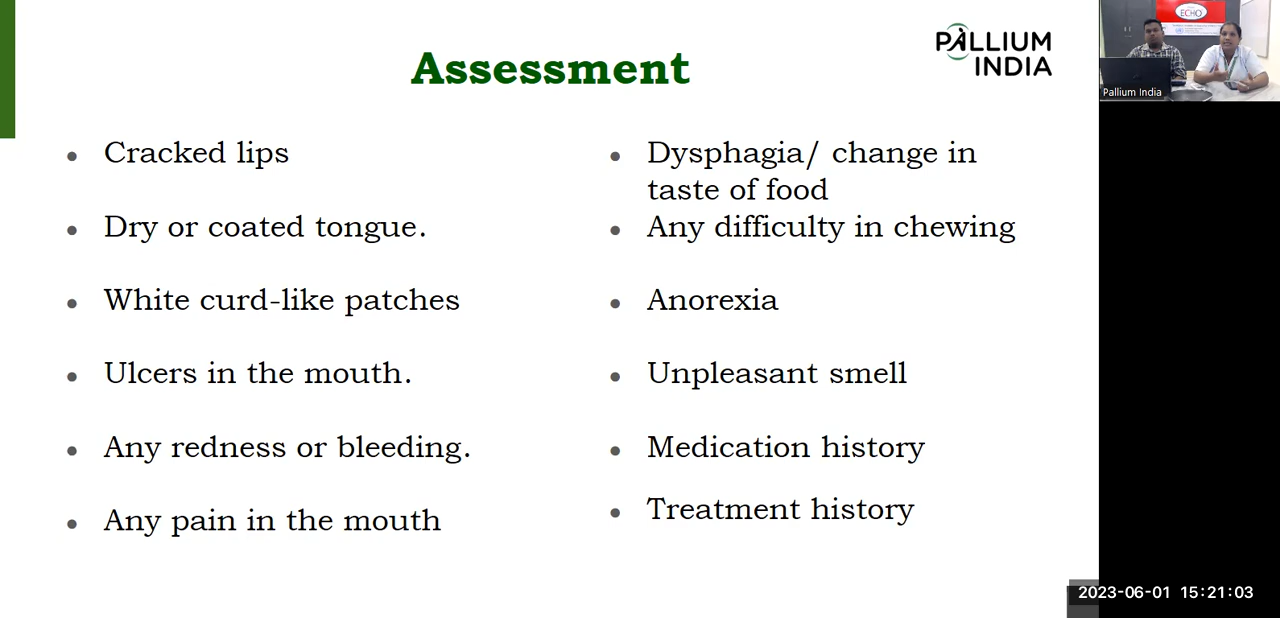 Assessment
PALLIUM
INDIA
Cracked lips
Dry or coated tongue.
White curd-like patches
Ulcers in the mouth.
Any redness or bleeding.
Any pain in the mouth
Dysphagia/ change in
taste of food
Any difficulty in chewing
Anorexia
Unpleasant smell
Medication history
Treatment history
ECHO
Pallium India
2023-06-01 15:21:03